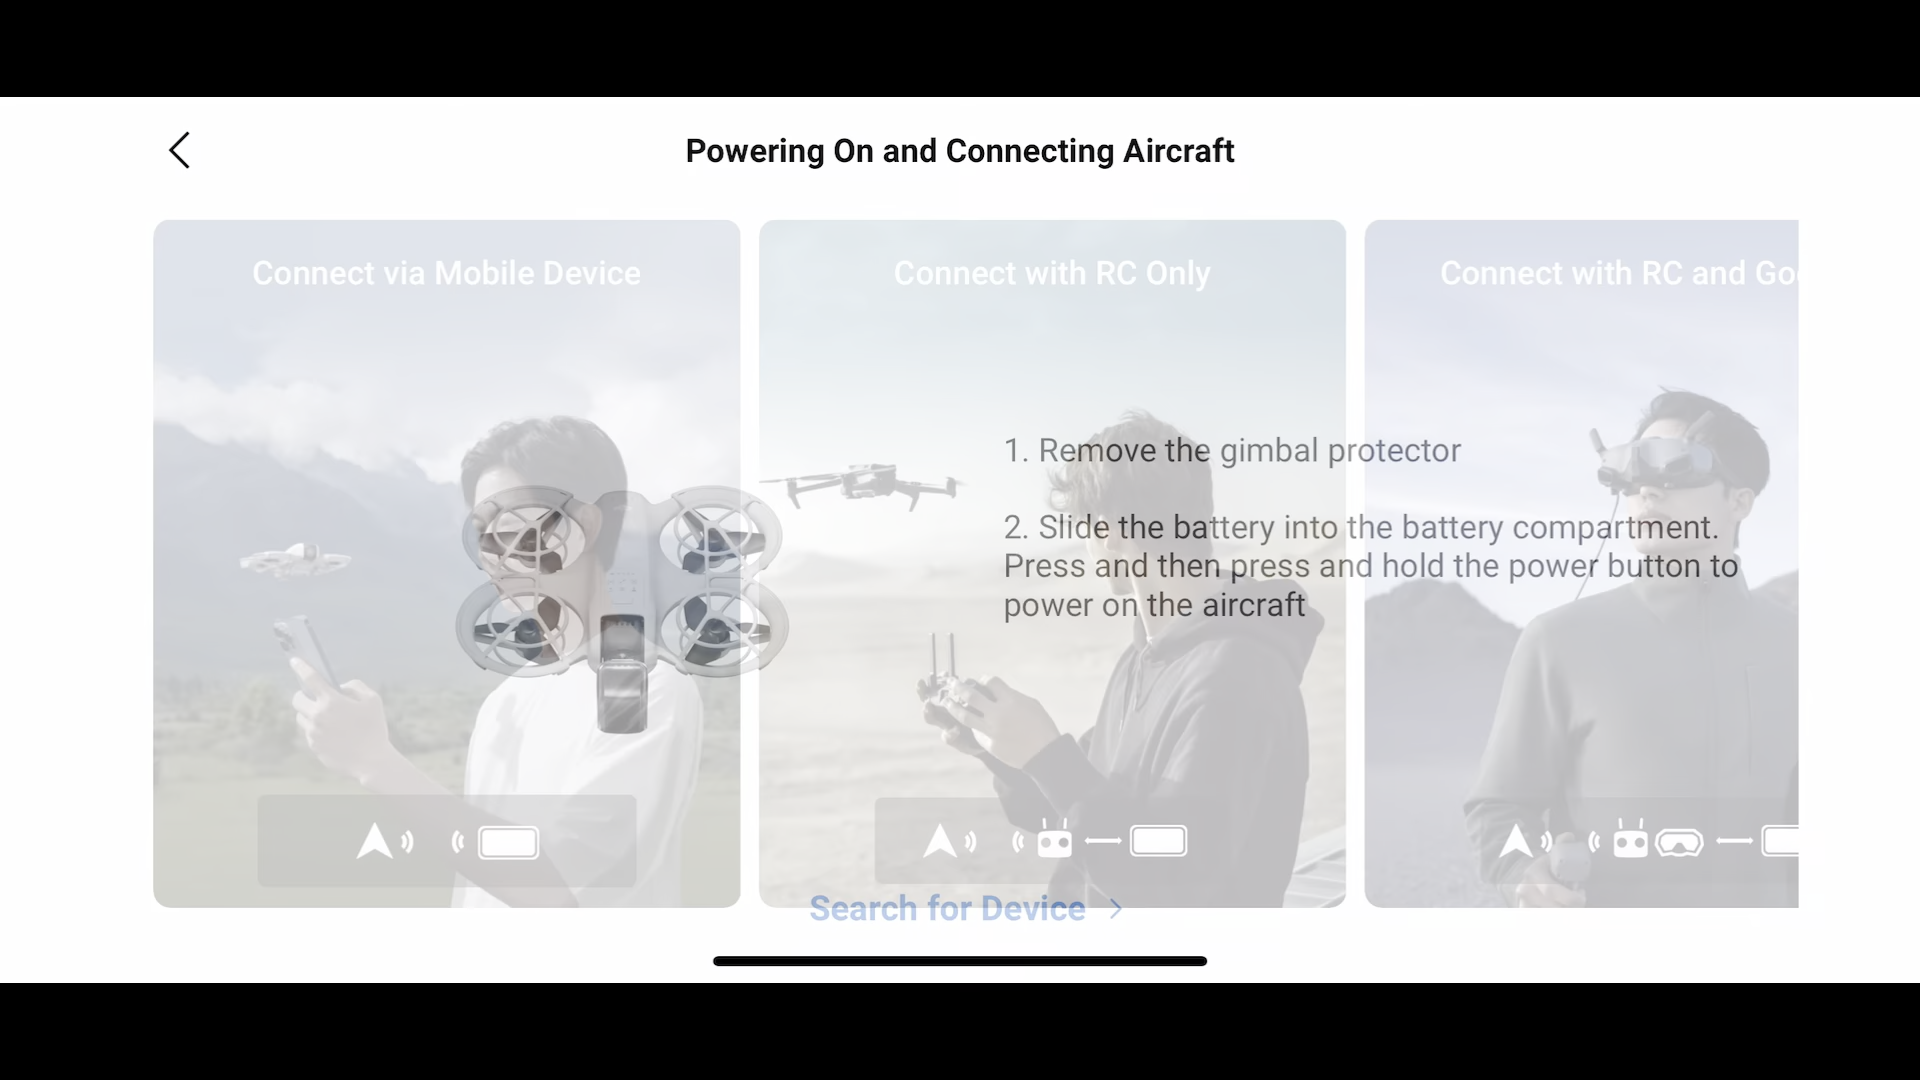 Powering On and Connecting Aircraft
Connect via Mobile Device
Connect with RC Only
Connect with RC and
1. Remove the gimbal protector
2. Slide the battery into the battery compartment.
Press and then press and hold the power button to
power on the aircraft
Search for Device